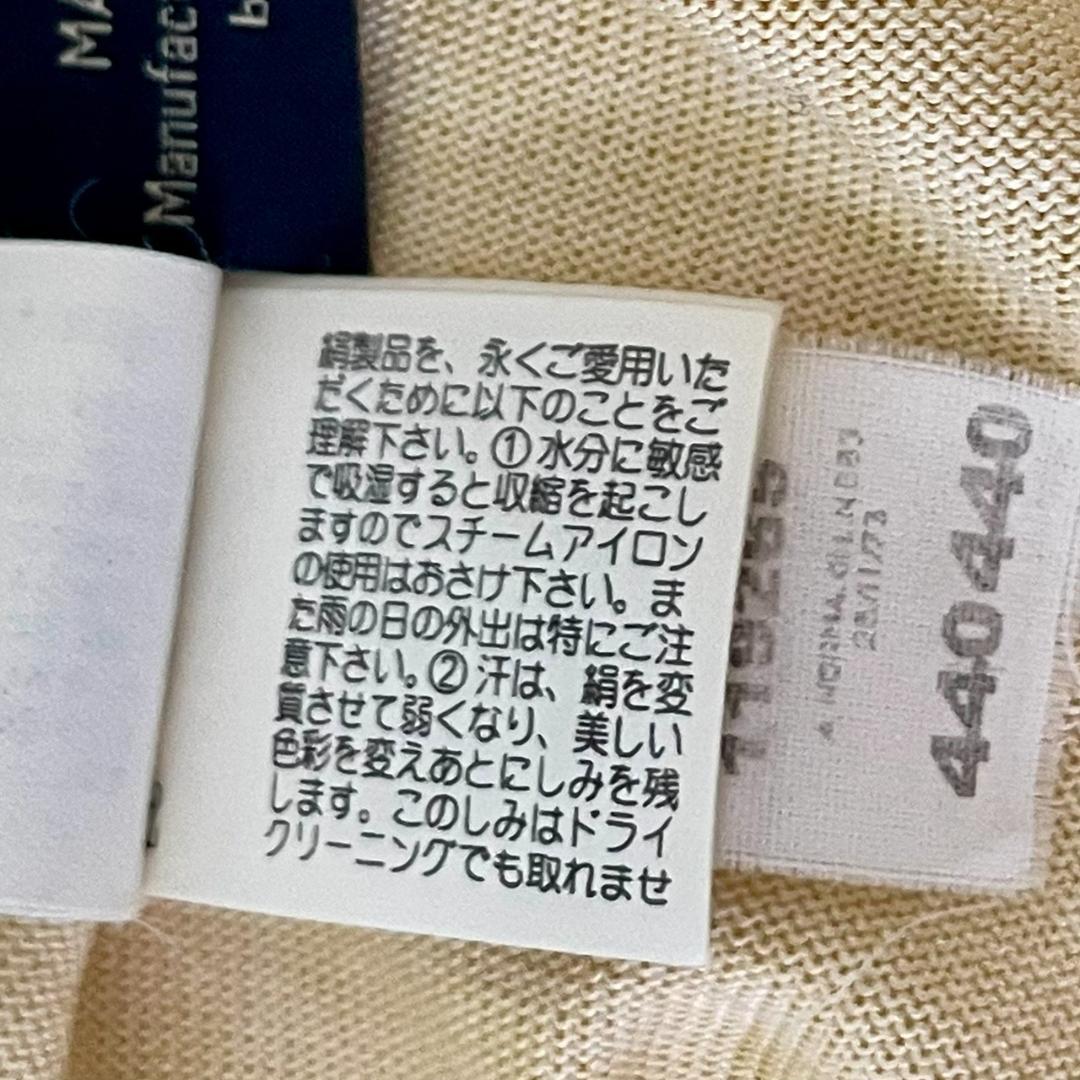 MA
Manufac
b
絹製品を、永くご愛用いた
だくために以下のことをご
理解下さい。①水分に敏感
で吸湿すると収縮を起こし
ますのでスチームアイロン
の使用はおさけ下さい。ま
た雨の日の外出は特にご注
意下さい。②汗は、絹を変
質させて弱くなり、美しい
色彩を変えあとにしみを残
します。このしみはドライ
クリーニングでも取れませ
440440